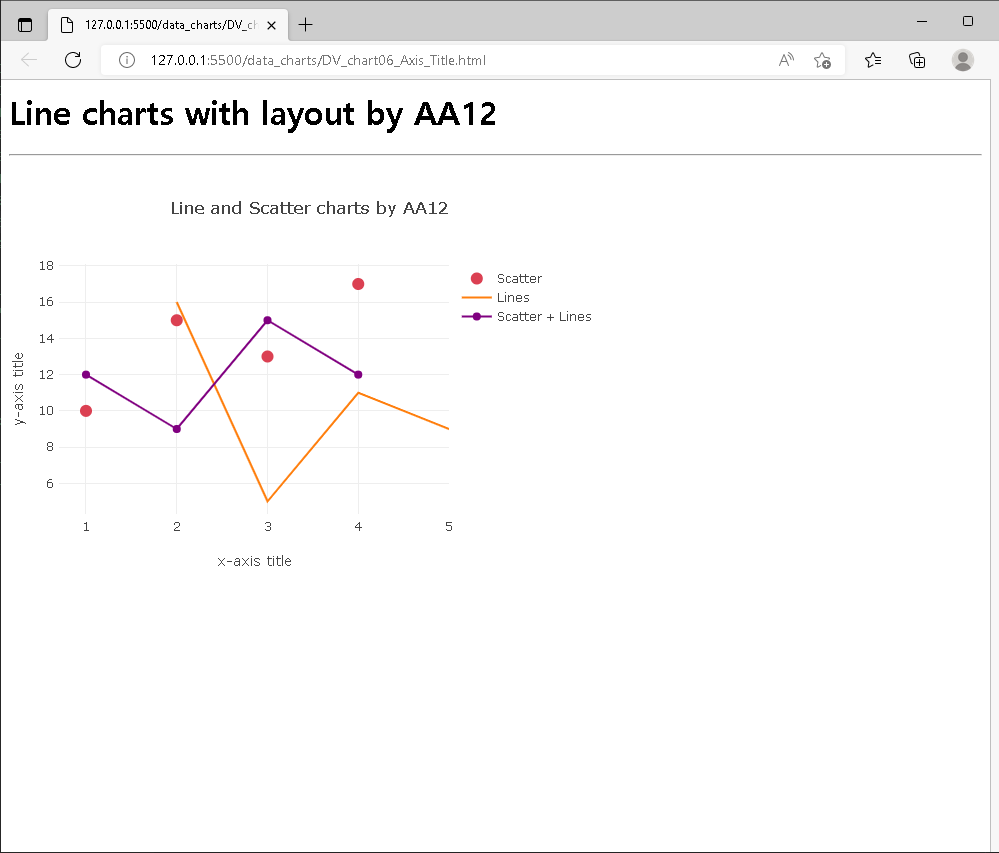 127.0.0.1:5500/data_charts/DV_ch
127.0.0.1:5500/data_charts/DV_chart06_Axis_Title.html
Line charts with layout by AA12
Line and Scatter charts by AA12
18
16
14
12
10
8
6
y-axis title
1 2 3 4 5
x-axis title
Scatter
Lines
Scatter + Lines